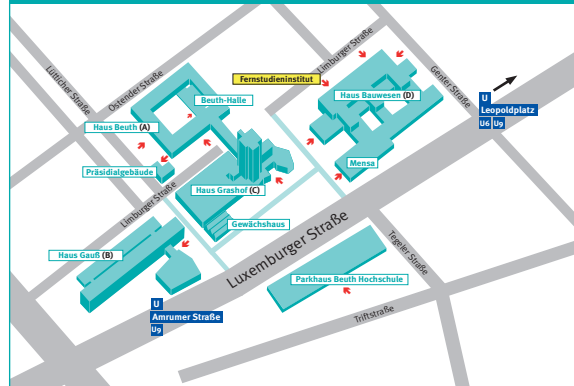 Limburger Straße
Lütticher Straße
Ostender Straße
Fernstudieninstitut
Genter Straße
Haus Bauwesen (D)
Beuth-Halle
U
Leopoldplatz
U6 U9
Haus Beuth (A)
Mensa
Präsidialgebäude
Haus Grashof (C)
Limburger Straße
Gewächshaus
Luxemburger Straße
Tegeler Straße
Haus Gauß (B)
Parkhaus Beuth Hochschule
U
Amrumer Straße
U9
Triftstraße